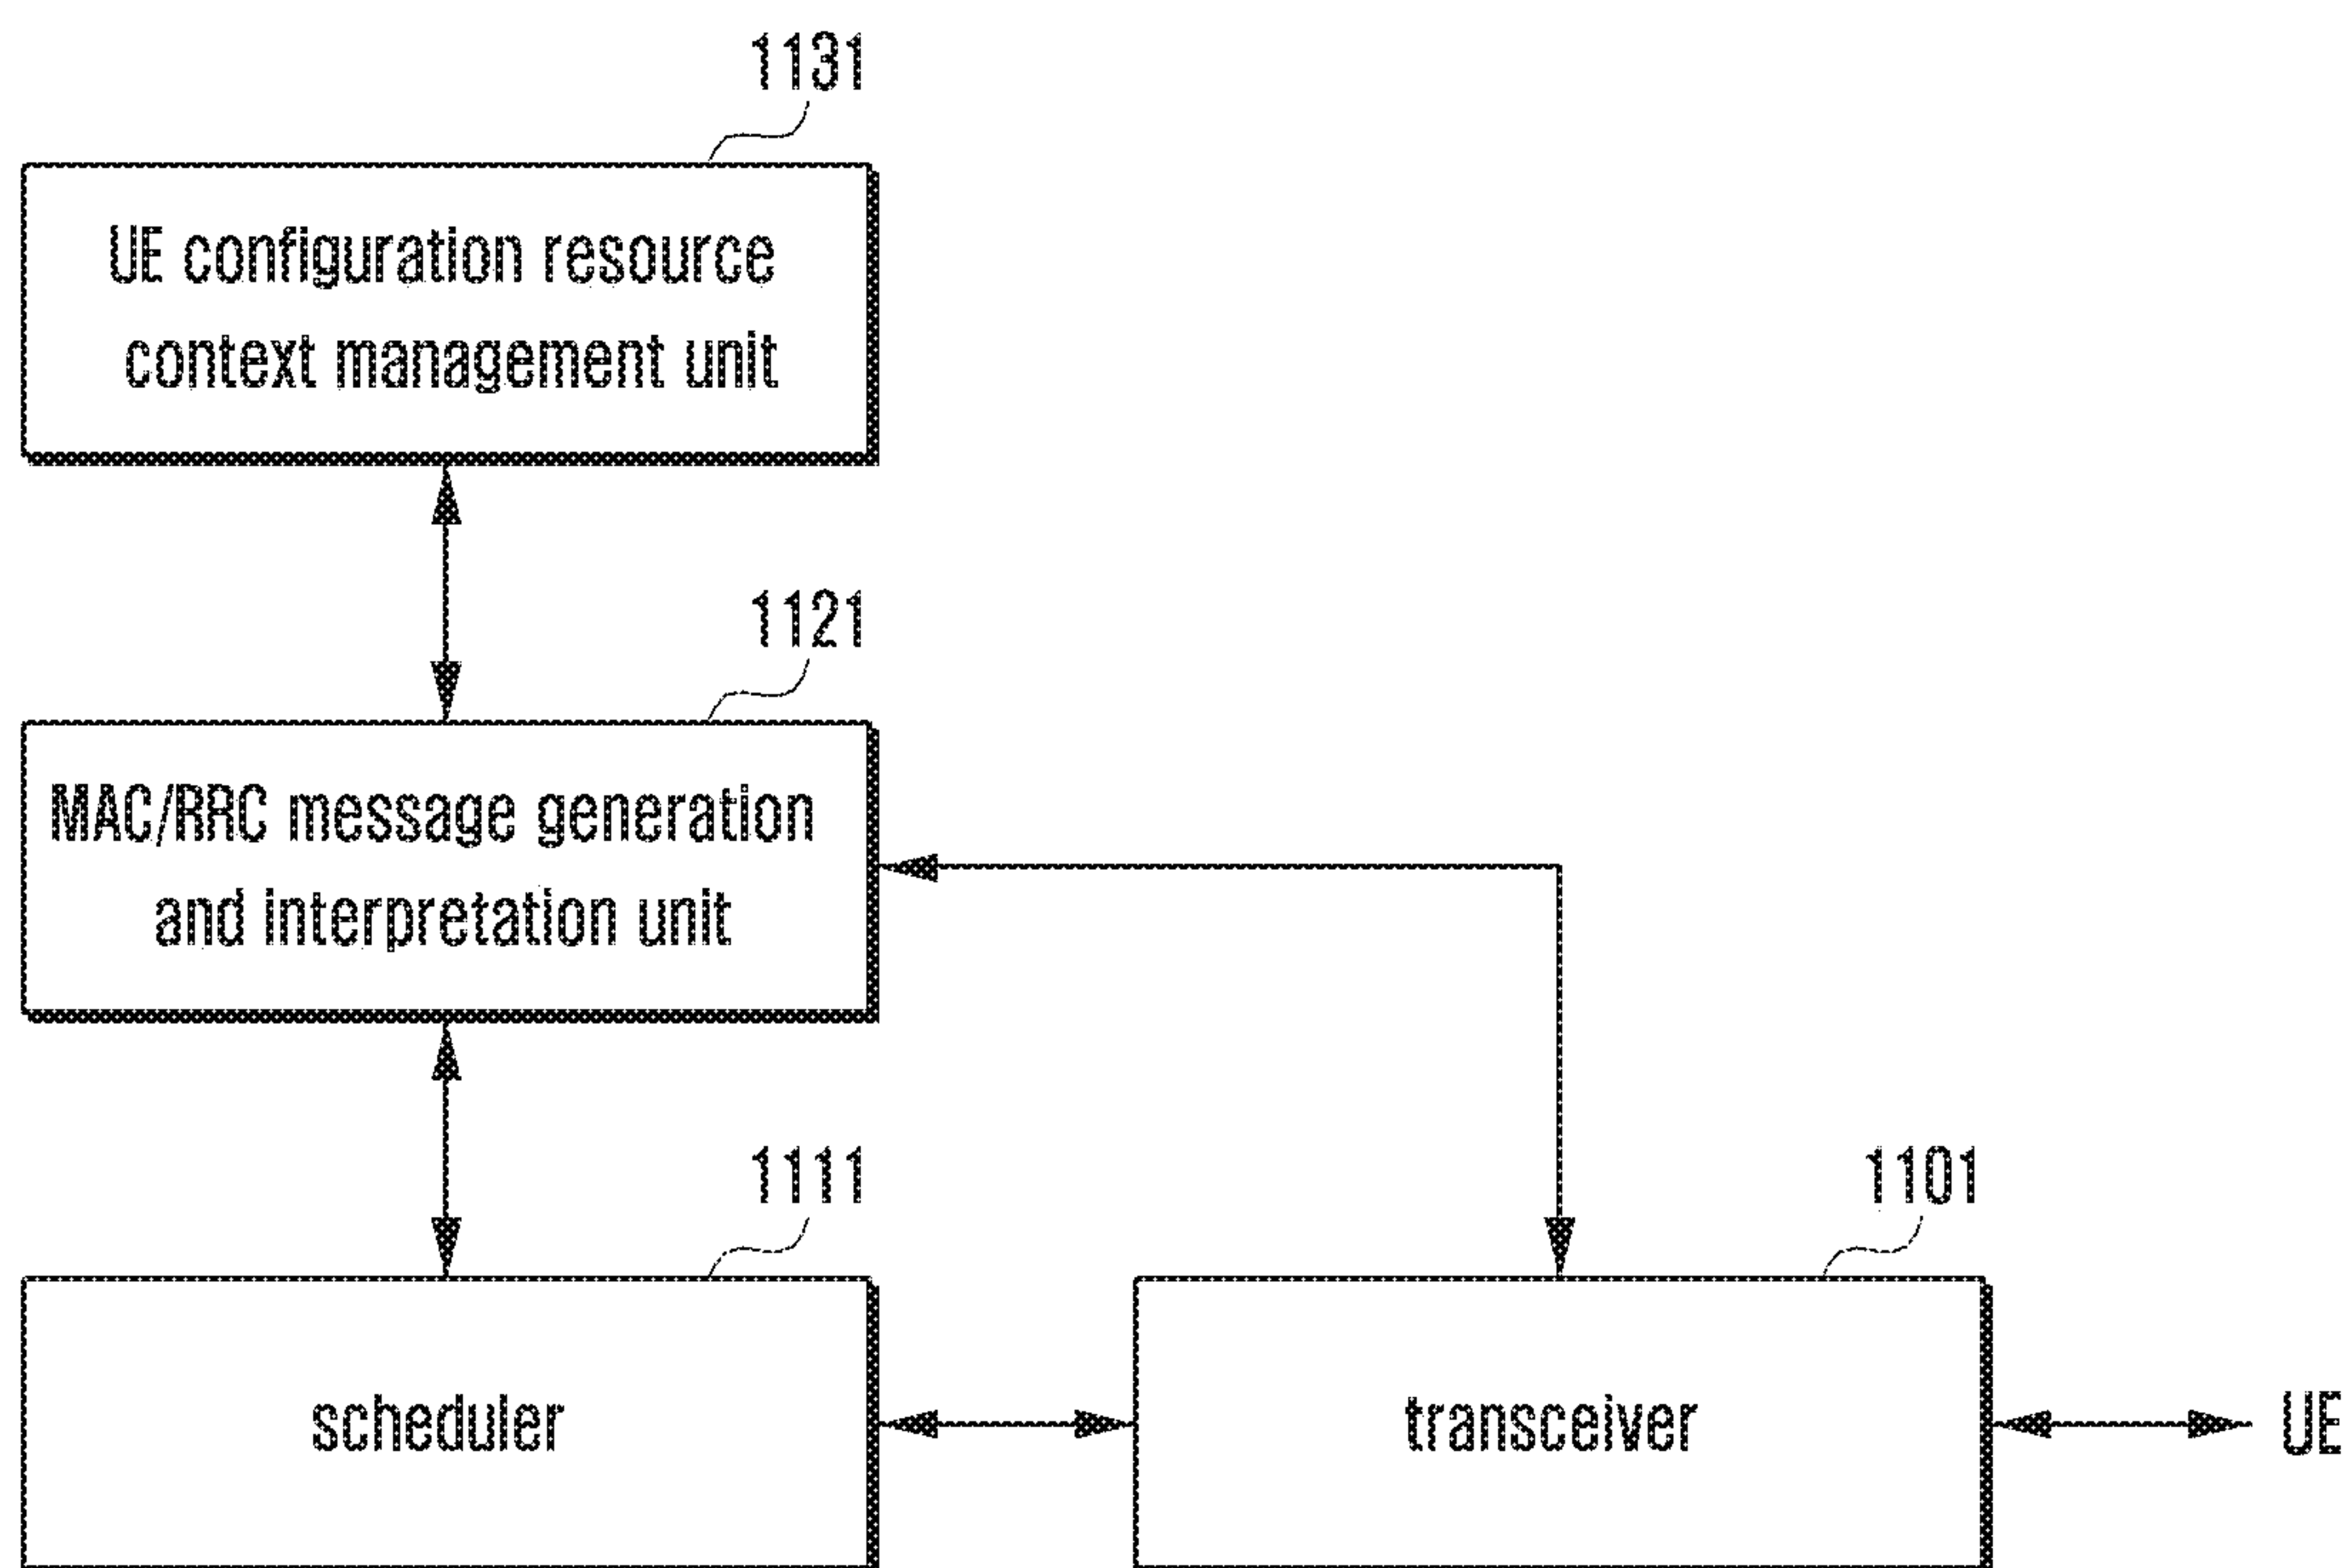 1131
UE configuration resource
context management unit
1121
MAC/RRC message generation
and interpretation unit
1111
scheduler
1101
transceiver
UE